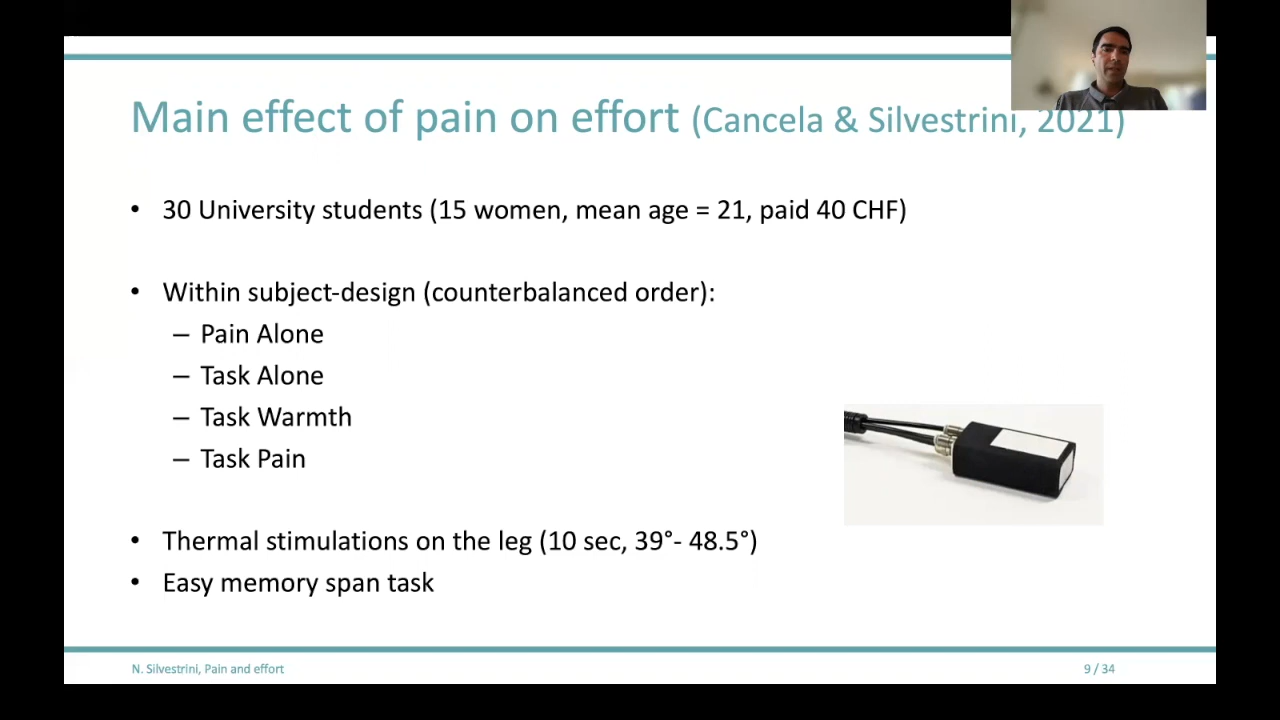 Main effect of pain on effort (Cancela & Silvestrini, 2021)
• 30 University students (15 women, mean age = 21, paid 40 CHF)
• Within subject-design (counterbalanced order):
– Pain Alone
– Task Alone
– Task Warmth
– Task Pain
• Thermal stimulations on the leg (10 sec, 39°- 48.5°)
• Easy memory span task
N. Silvestrini, Pain and effort
9 / 34